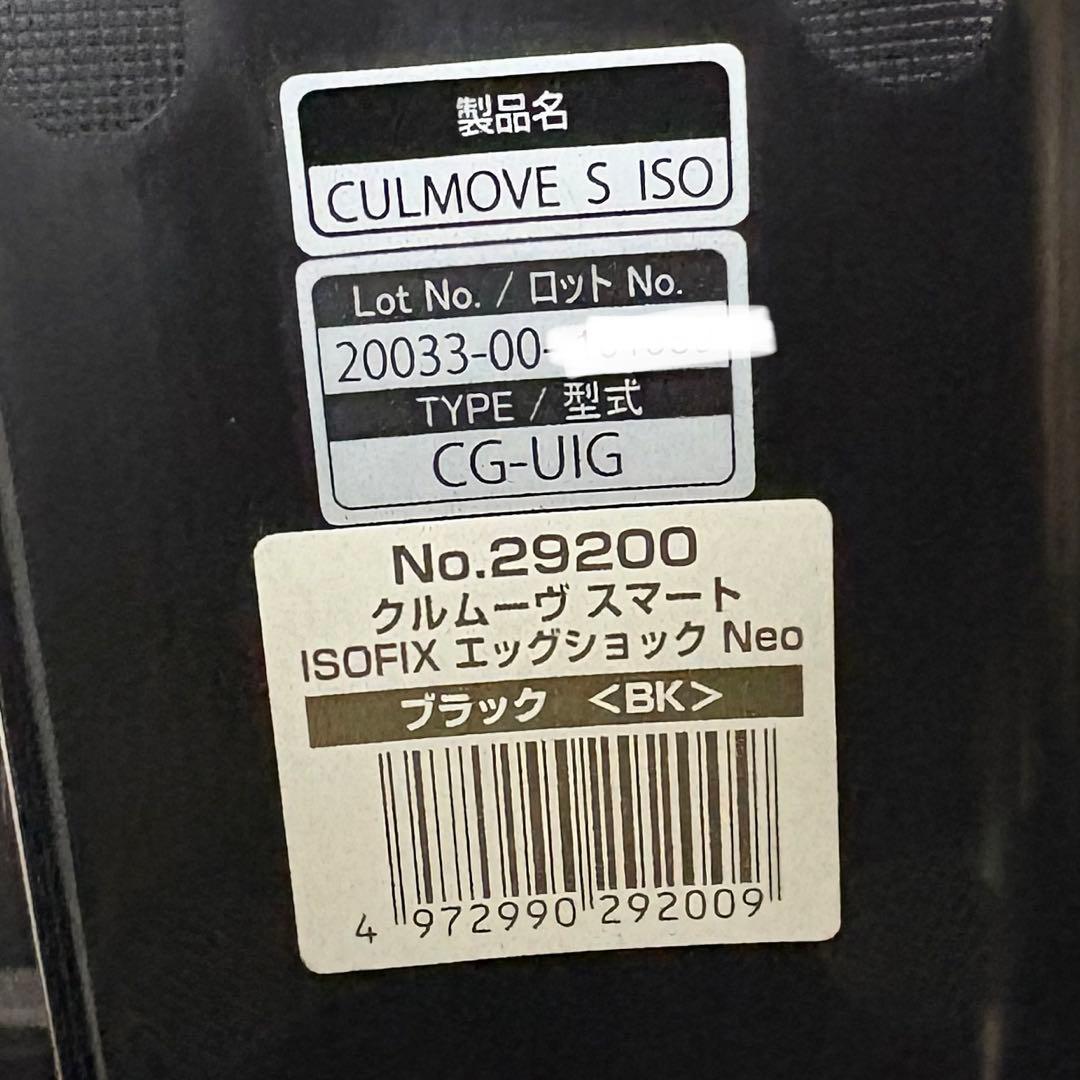 製品名
CULMOVE S ISO
Lot No. / ロット No.
20033-00-
TYPE / 型式
CG-UIG
No.29200
クルムーヴ スマート
ISOFIX エッグショック Neo
ブラック <BK>
4 972990 292009